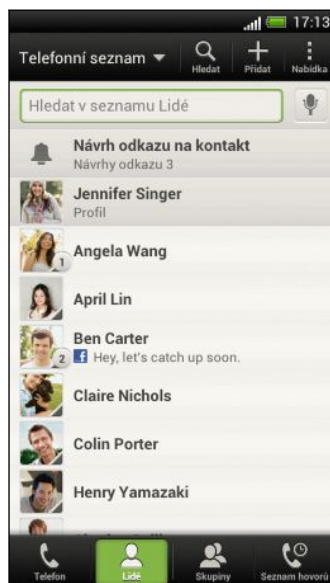 17:13
Telefonní seznam
Hledat
Přidat
Nabídka
Hledat v seznamu Lidé
Návrh odkazu na kontakt
Návrhy odkazu 3
Jennifer Singer
Profil
1
Angela Wang
April Lin
Ben Carter
2
f Hey, let's catch up soon.
Claire Nichols
Colin Porter
Henry Yamazaki
Telefon
Lidé
Skupiny
Seznam hovorů